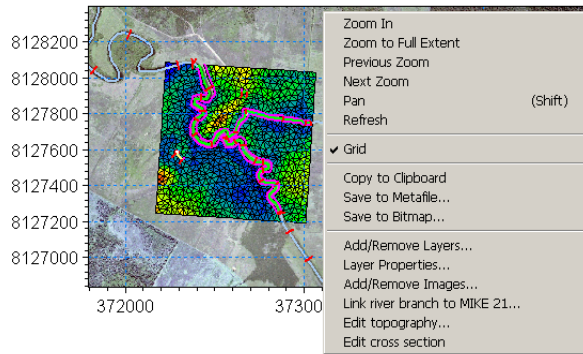 8128200
8128000
8127800
8127600
8127400
8127200
8127000
372000
37300
Zoom In
Zoom to Full Extent
Previous Zoom
Next Zoom
Pan (Shift)
Refresh
Grid
Copy to Clipboard
Save to Metafile...
Save to Bitmap...
Add/Remove Layers...
Layer Properties...
Add/Remove Images...
Link river branch to MIKE 21...
Edit topography...
Edit cross section